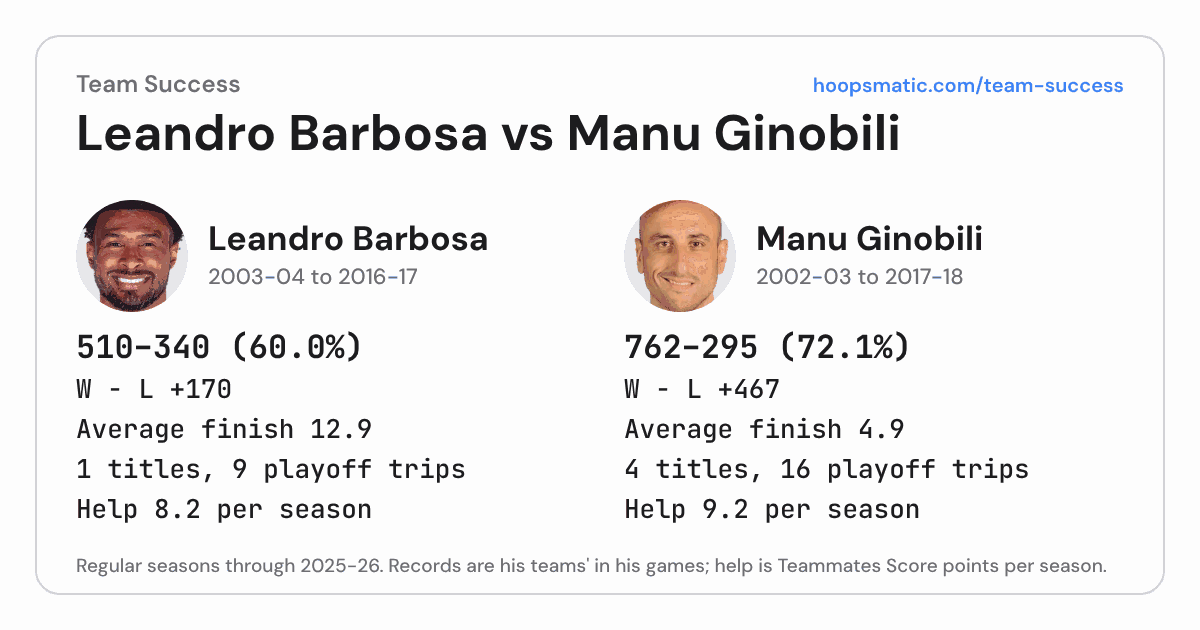 Team Success
hoopsmatic.com/team-success
Leandro Barbosa vs Manu Ginobili
Leandro Barbosa
2003-04 to 2016-17
510-340 (60.0%)
W - L +170
Average finish 12.9
1 titles, 9 playoff trips
Help 8.2 per season
Manu Ginobili
2002-03 to 2017-18
762-295 (72.1%)
W - L +467
Average finish 4.9
4 titles, 16 playoff trips
Help 9.2 per season
Regular seasons through 2025-26. Records are his teams' in his games; help is Teammates Score points per season.